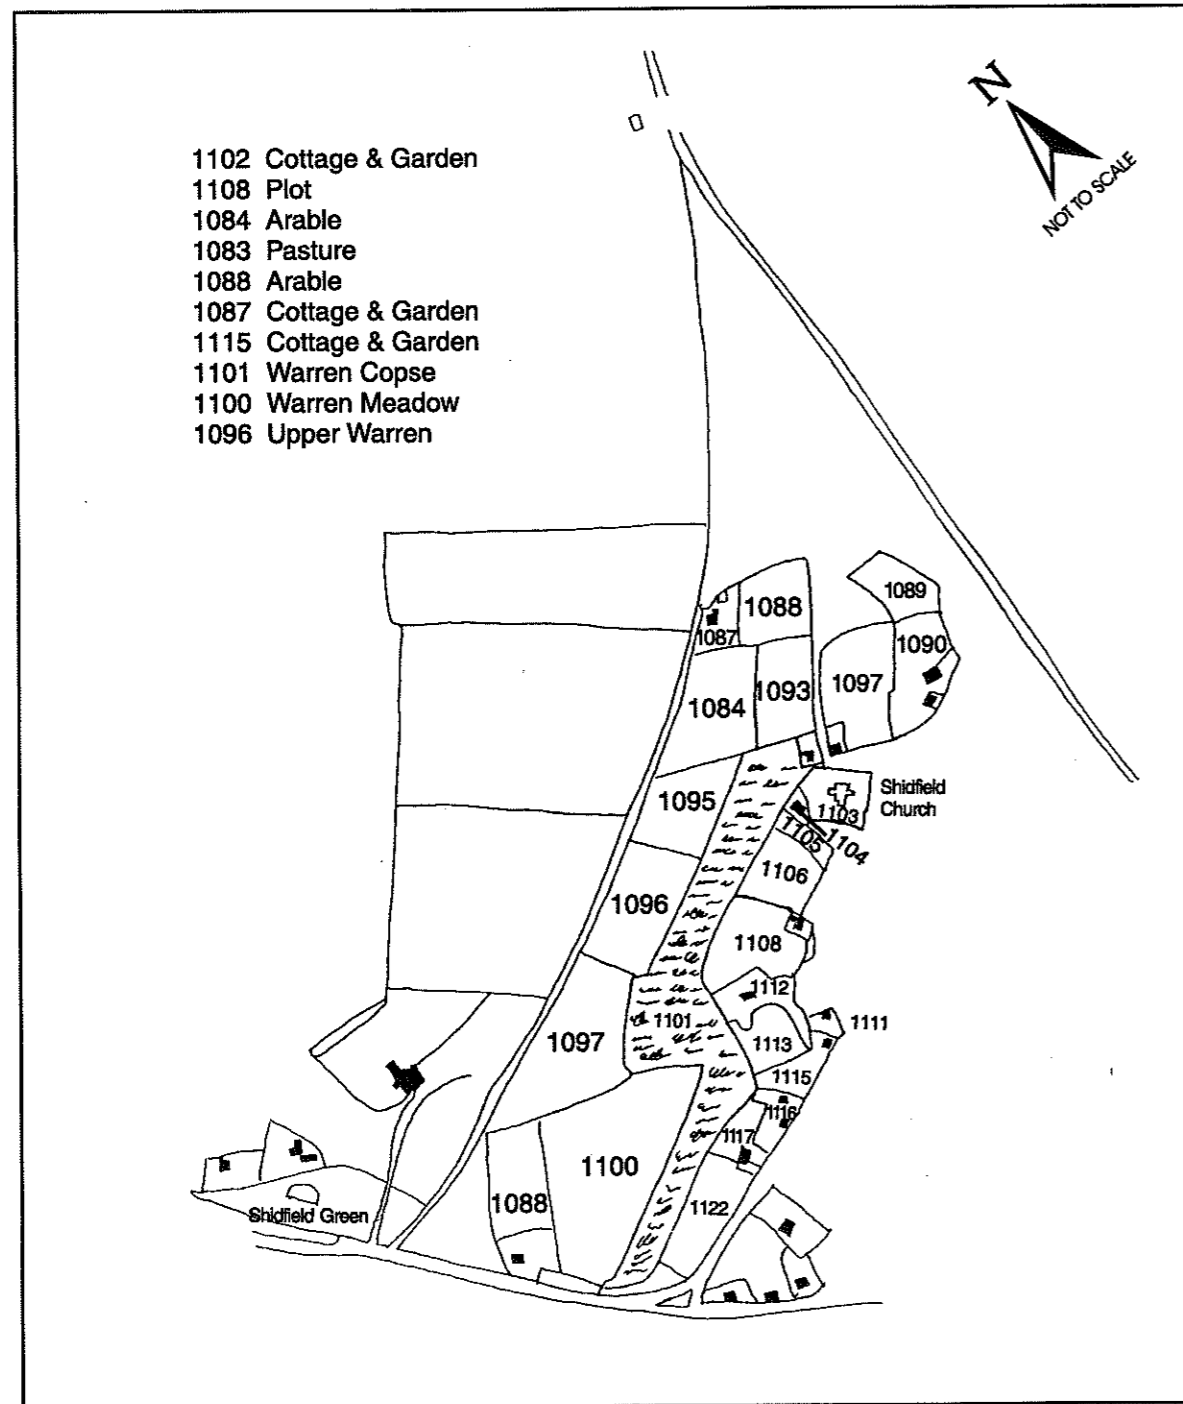 N
NOT TO SCALE
1102 Cottage & Garden
1108 Plot
1084 Arable
1083 Pasture
1088 Arable
1087 Cottage & Garden
1115 Cottage & Garden
1101 Warren Copse
1100 Warren Meadow
1096 Upper Warren
1089
1088
1087
1090
1084
1093
1097
1095
Shidfield
Church
1103
1104
1105
1106
1096
1108
1112
1101
1111
1097
1113
1115
1116
1117
1100
1088
1122
Shidfield Green